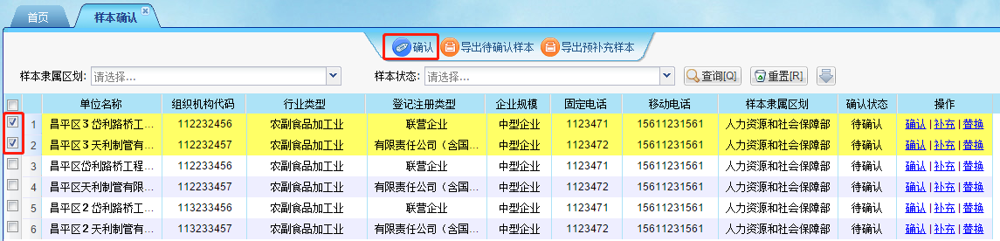 首页 样本确认
确认 导出待确认样本 导出预补充样本
样本隶属区划: 请选择... 样本状态: 请选择... 查询[Q] 重置[R]
单位名称 组织机构代码 行业类型 登记注册类型 企业规模 固定电话 移动电话 样本隶属区划 确认状态 操作
1 昌平区3岱利路桥工... 112232456 农副食品加工业 联营企业 中型企业 1123471 15611231561 人力资源和社会保障部 待确认 确认 | 补充 | 替换
2 昌平区3天利制管有... 112233457 农副食品加工业 有限责任公司（含国... 中型企业 1123472 15611231561 人力资源和社会保障部 待确认 确认 | 补充 | 替换
3 昌平区岱利路桥工程... 112233456 农副食品加工业 联营企业 中型企业 1123471 15611231561 人力资源和社会保障部 待确认 确认 | 补充 | 替换
4 昌平区天利制管有限... 112233457 农副食品加工业 有限责任公司（含国... 中型企业 1123472 15611231561 人力资源和社会保障部 待确认 确认 | 补充 | 替换
5 昌平区2岱利路桥工... 113233456 农副食品加工业 联营企业 中型企业 1123471 15611231561 人力资源和社会保障部 待确认 确认 | 补充 | 替换
6 昌平区2天利制管有... 113233457 农副食品加工业 有限责任公司（含国... 中型企业 1123472 15611231561 人力资源和社会保障部 待确认 确认 | 补充 | 替换